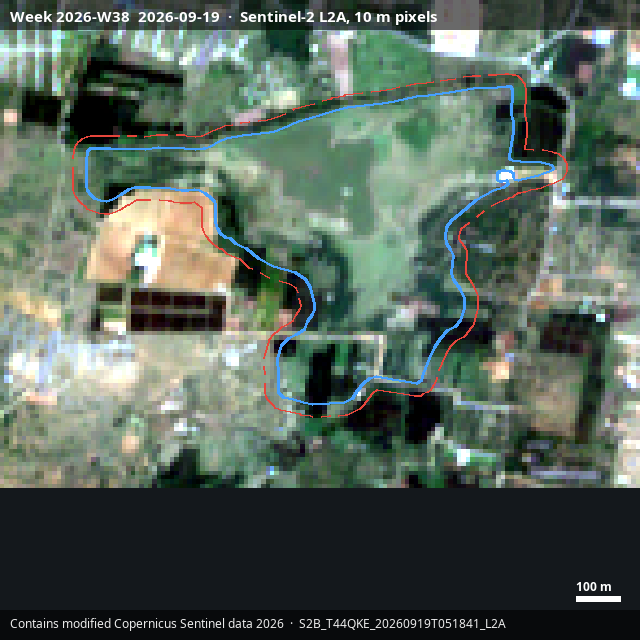 Week 2026-W38  2026-09-19  ·  Sentinel-2 L2A, 10 m pixels
100 m
Contains modified Copernicus Sentinel data 2026  ·  S2B_T44QKE_20260919T051841_L2A